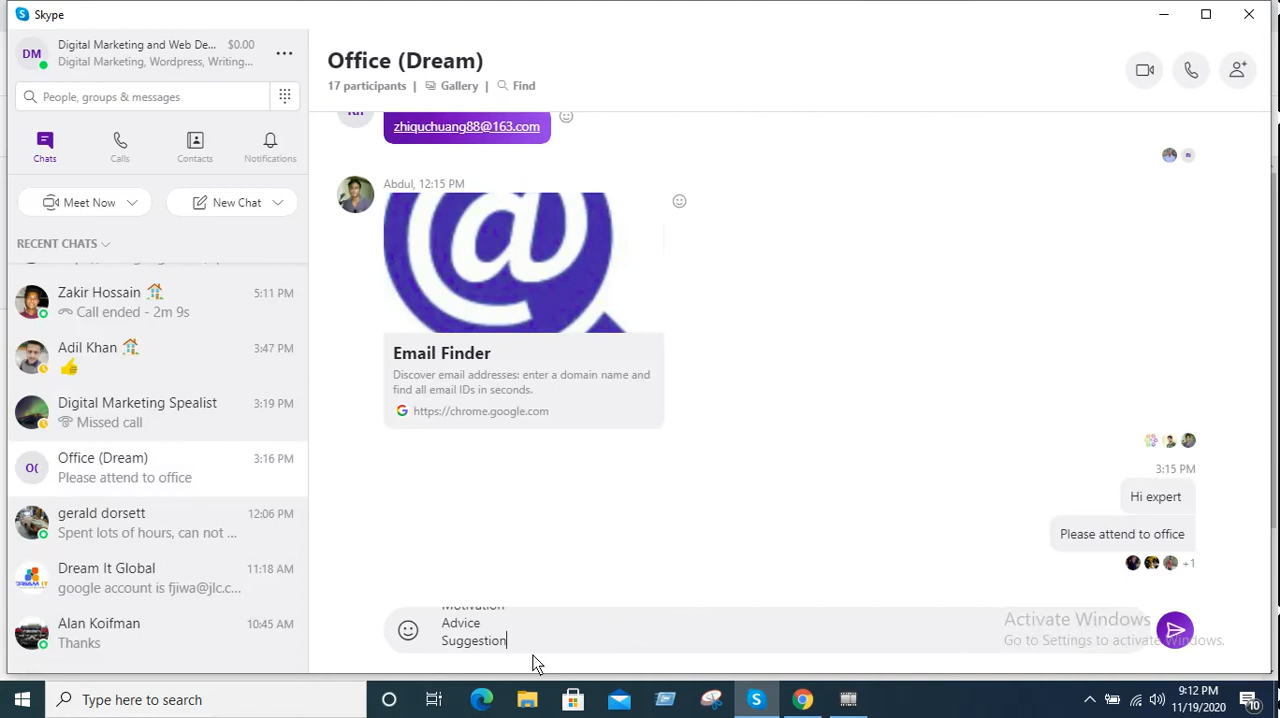 Skype
DM
Digital Marketing and Web De... $0.00
Digital Marketing, Wordpress, Writing...
People, groups & messages
Chats
Calls
Contacts
Notifications
Meet Now
New Chat
RECENT CHATS
Zakir Hossain 5:11 PM
Call ended - 2m 9s
Adil Khan 3:47 PM
Digital Marketing Spealist 3:19 PM
Missed call
O(
Office (Dream) 3:16 PM
Please attend to office
gerald dorsett 12:06 PM
Spent lots of hours, can not ...
Dream It Global 11:18 AM
google account is fjiwa@jlc.c...
Alan Koifman 10:45 AM
Thanks
Office (Dream)
17 participants | Gallery | Find
zhiquchuang88@163.com
Abdul, 12:15 PM
Email Finder
Discover email addresses: enter a domain name and
find all email IDs in seconds.
https://chrome.google.com
3:15 PM
Hi expert
Please attend to office
+1
Motivation
Advice
Suggestion
Activate Windows
Go to Settings to activate Windows.
Type here to search
9:12 PM
11/19/2020
10